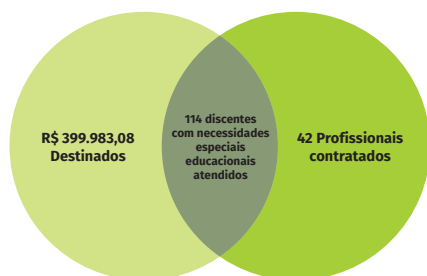 R$ 399.983,08
Destinados
114 discentes
com necessidades
especiais
educacionais
atendidos
42 Profissionais
contratados